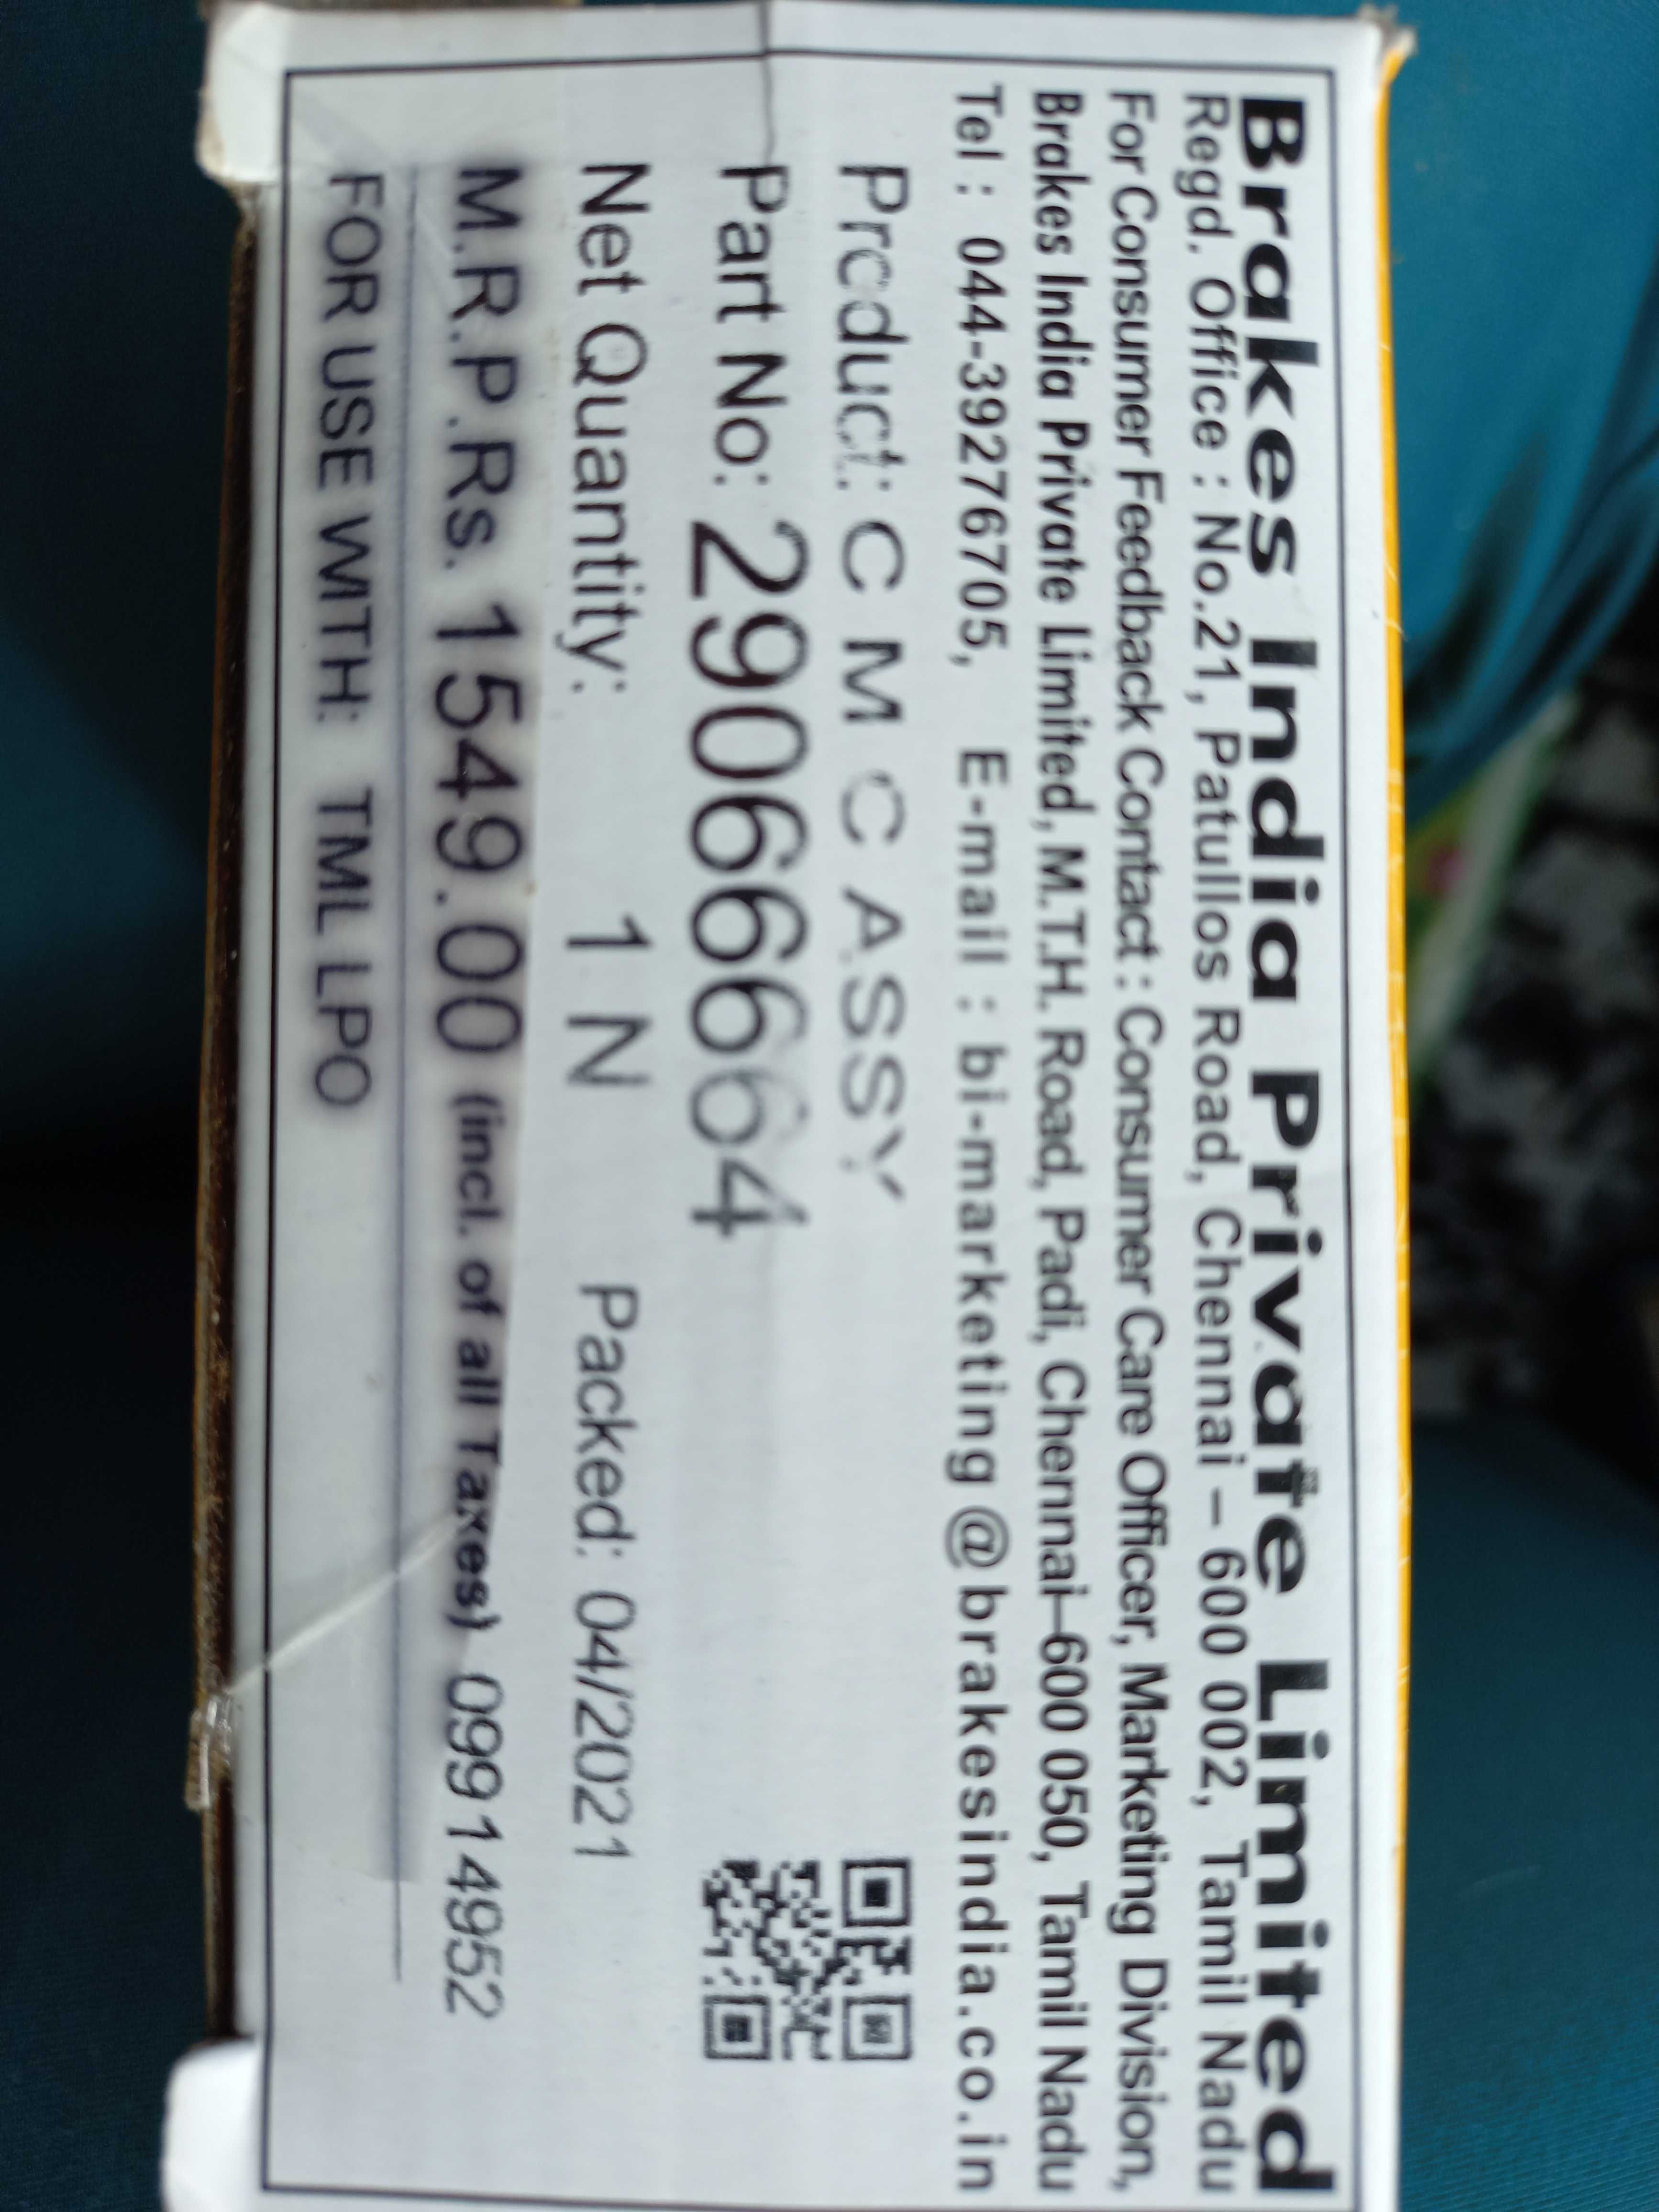 Brakes India Private Limited
Regd. Office : No.21, Patullos Road, Chennai – 600 002, Tamil Nadu
For Consumer Feedback Contact : Consumer Care Officer, Marketing Division,
Brakes India Private Limited, M.T.H. Road, Padi, Chennai–600 050, Tamil Nadu
Tel : 044-39276705, E-mail : bi-marketing@brakesindia.co.in
Product: C M C ASSY
Part No: 29066664
Net Quantity: 1 N Packed: 04/2021
M.R.P.Rs. 1549.00 (incl. of all Taxes) 09914952
FOR USE WITH: TML LPO